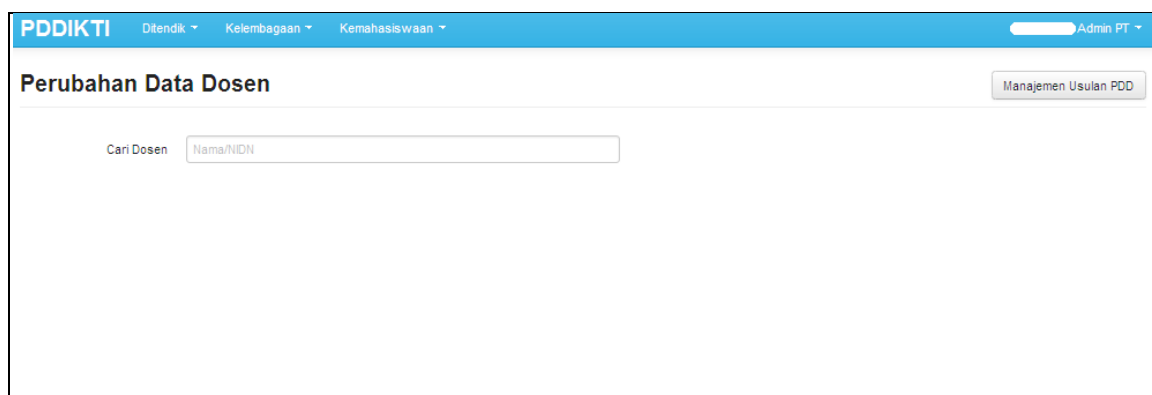 PDDIKTI Ditendik Kelembagaan Kemahasiswaan Admin PT
Perubahan Data Dosen Manajemen Usulan PDD
Cari Dosen Nama/NIDN